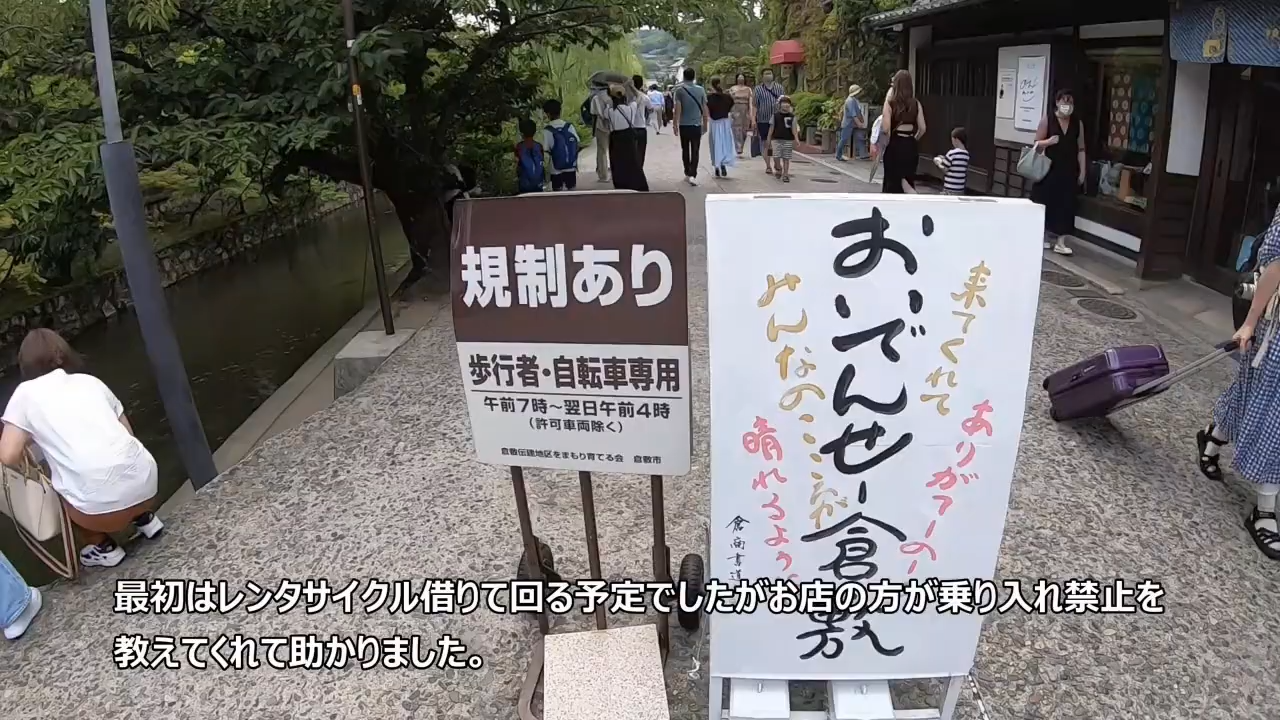 規制あり
歩行者・自転車専用
午前7時～翌日午前4時
(許可車両除く)
倉敷伝建地区をまもり育てる会 倉敷市
来てくれて
ありがてーのー
おいでんせー倉敷
みんなのこころが
晴れるよう
倉商書道
最初はレンタサイクル借りて回る予定でしたがお店の方が乗り入れ禁止を
教えてくれて助かりました。